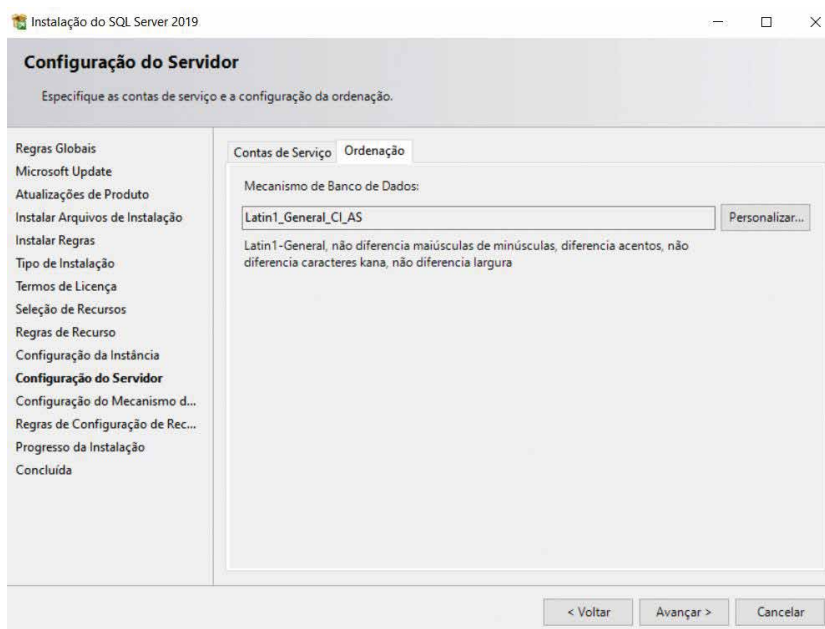 Instalação do SQL Server 2019
Configuração do Servidor
Especifique as contas de serviço e a configuração da ordenação.
Regras Globais
Microsoft Update
Atualizações de Produto
Instalar Arquivos de Instalação
Instalar Regras
Tipo de Instalação
Termos de Licença
Seleção de Recursos
Regras de Recurso
Configuração da Instância
Configuração do Servidor
Configuração do Mecanismo d...
Regras de Configuração de Rec...
Progresso da Instalação
Concluída
Contas de Serviço Ordenação
Mecanismo de Banco de Dados:
Latin1_General_CI_AS Personalizar...
Latin1-General, não diferencia maiúsculas de minúsculas, diferencia acentos, não
diferencia caracteres kana, não diferencia largura
< Voltar Avançar > Cancelar